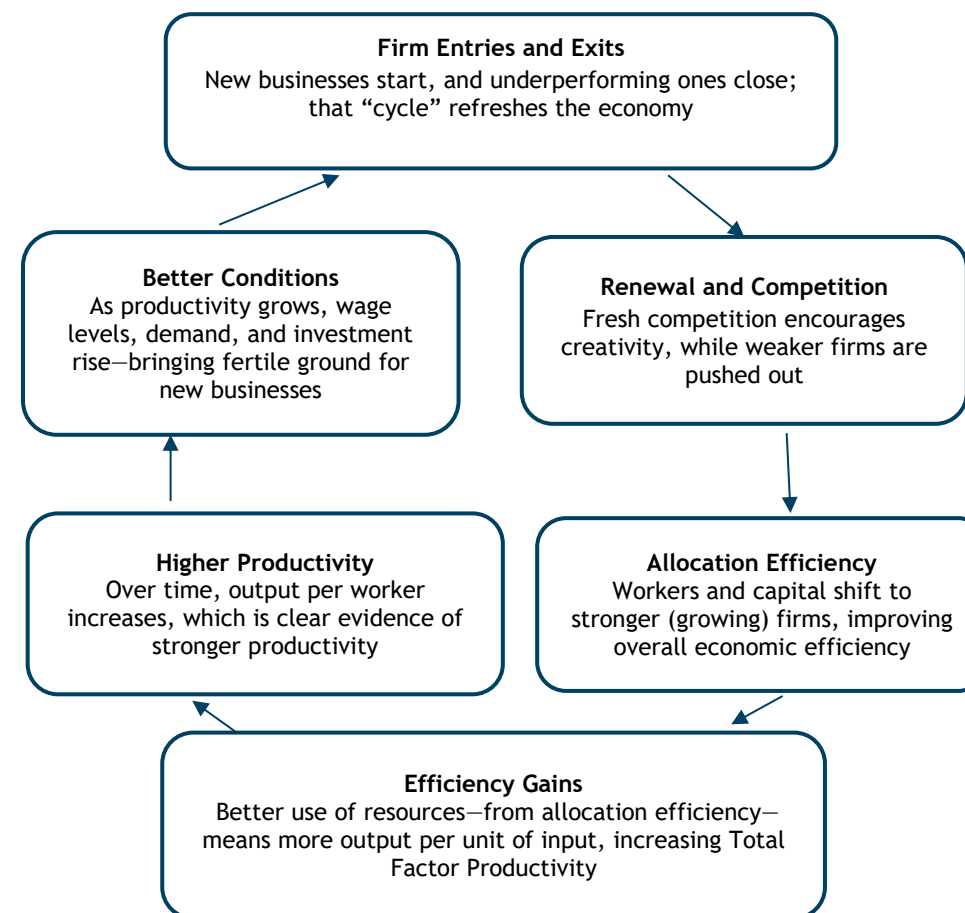 Firm Entries and Exits
New businesses start, and underperforming ones close;
that “cycle” refreshes the economy
Better Conditions
As productivity grows, wage
levels, demand, and investment
rise—bringing fertile ground for
new businesses
Renewal and Competition
Fresh competition encourages
creativity, while weaker firms are
pushed out
Higher Productivity
Over time, output per worker
increases, which is clear evidence of
stronger productivity
Allocation Efficiency
Workers and capital shift to
stronger (growing) firms, improving
overall economic efficiency
Efficiency Gains
Better use of resources—from allocation efficiency—
means more output per unit of input, increasing Total
Factor Productivity